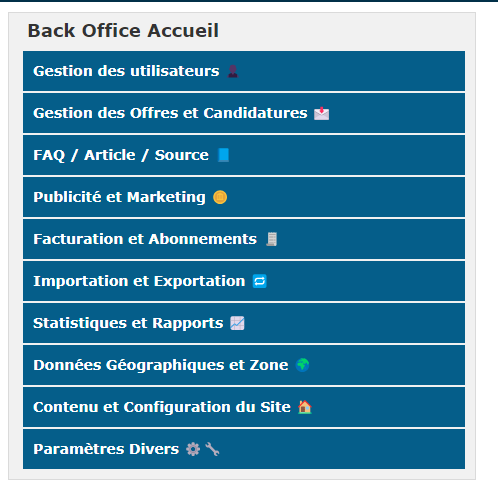 Back Office Accueil
Gestion des utilisateurs
Gestion des Offres et Candidatures
FAQ / Article / Source
Publicité et Marketing
Facturation et Abonnements
Importation et Exportation
Statistiques et Rapports
Données Géographiques et Zone
Contenu et Configuration du Site
Paramètres Divers